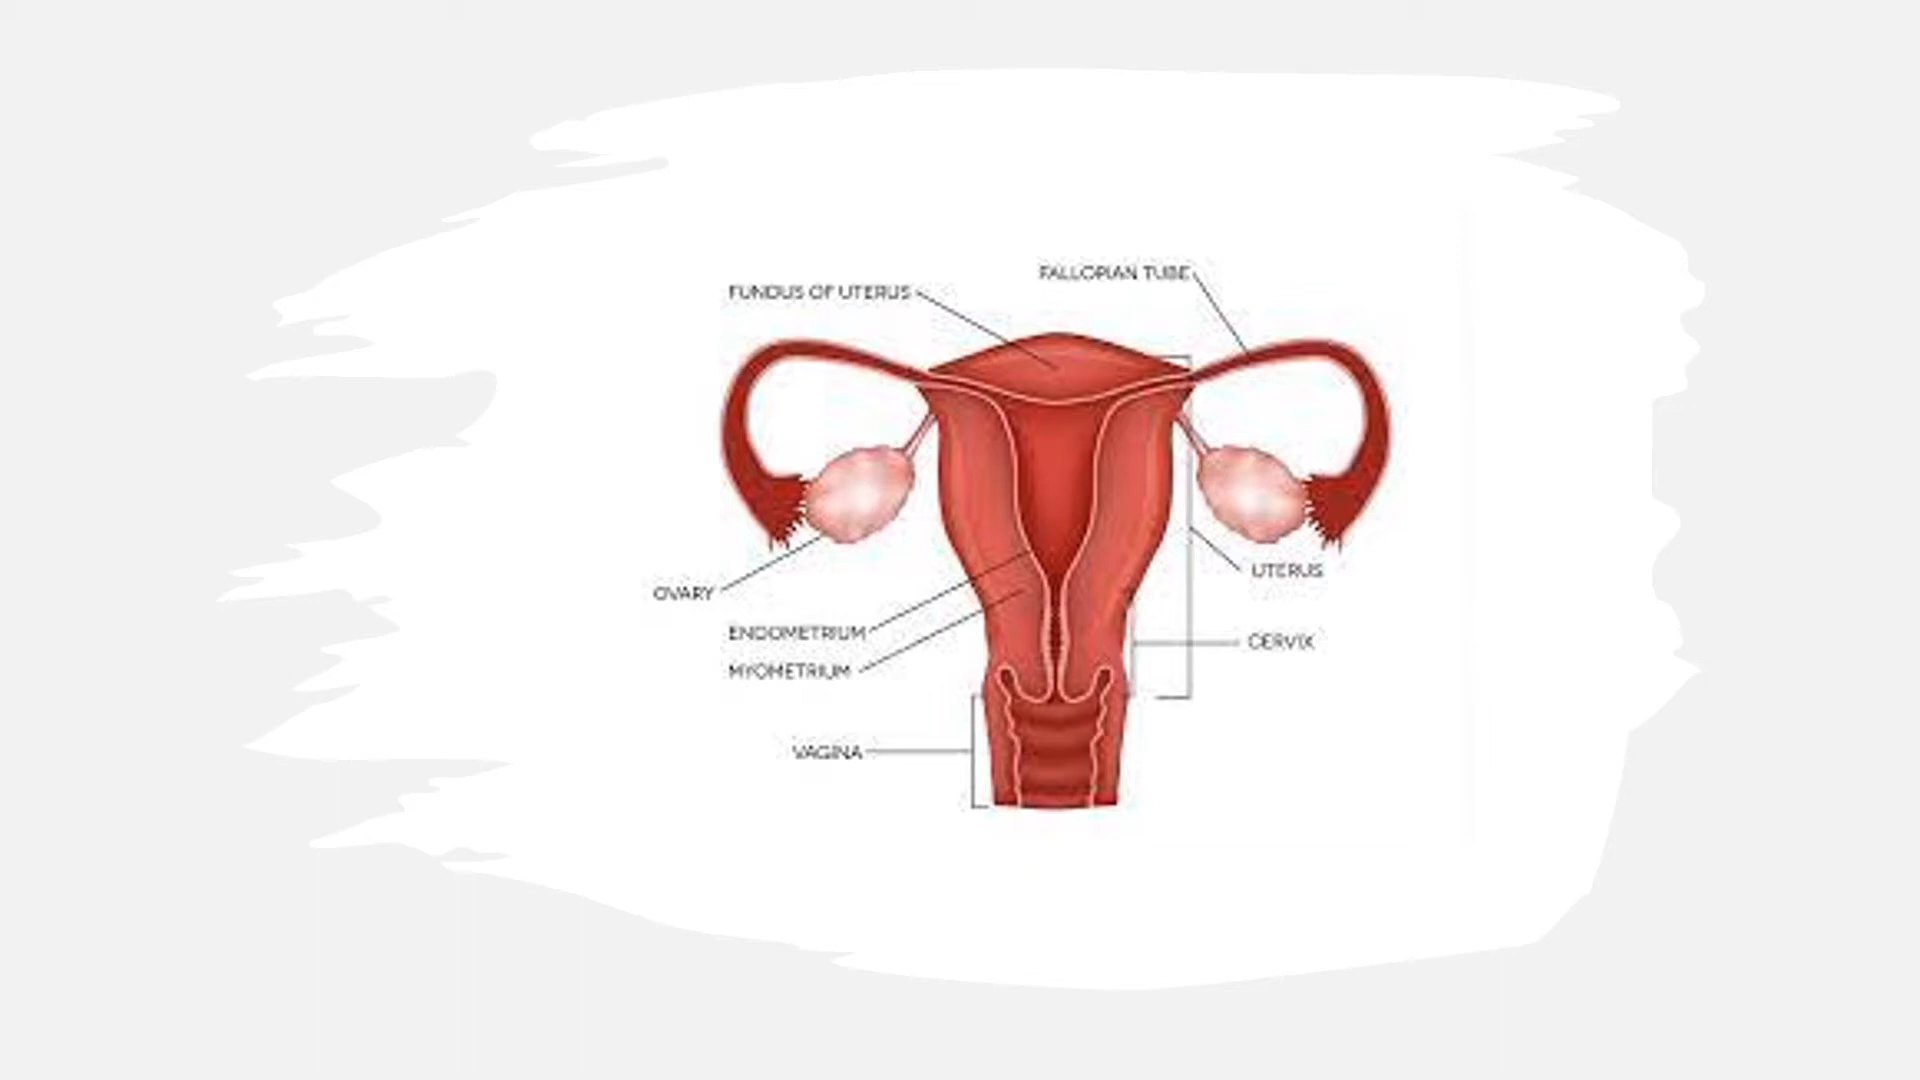 FALLOPIAN TUBE
FUNDUS OF UTERUS
UTERUS
OVARY
ENDOMETRIUM
CERVIX
MYOMETRIUM
VAGINA